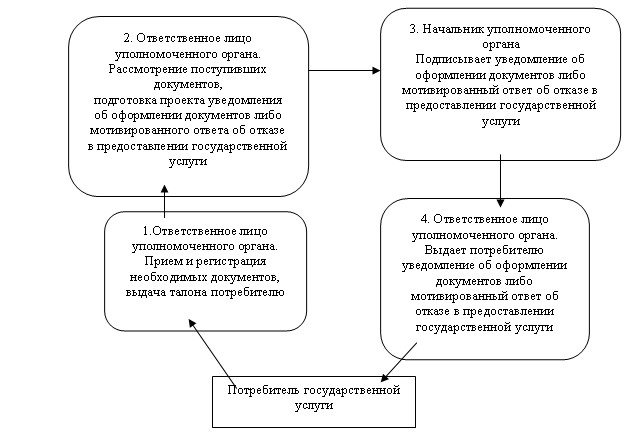 2. Ответственное лицо
уполномоченного органа.
Рассмотрение поступивших
документов,
подготовка проекта уведомления
об оформлении документов либо
мотивированного ответа об отказе
в предоставлении государственной
услуги
3. Начальник уполномоченного
органа
Подписывает уведомление об
оформлении документов либо
мотивированный ответ об отказе в
предоставлении государственной
услуги
1.Ответственное лицо
уполномоченного органа.
Прием и регистрация
необходимых документов,
выдача талона потребителю
4. Ответственное лицо
уполномоченного органа.
Выдает потребителю
уведомление об оформлении
документов либо
мотивированный ответ об
отказе в предоставлении
государственной услуги
Потребитель государственной
услуги